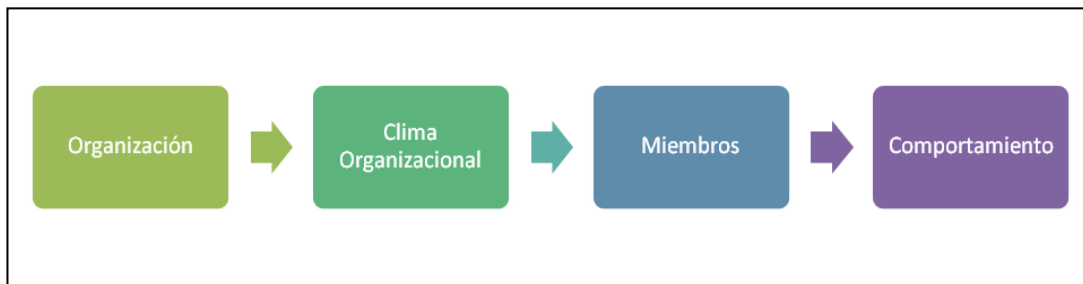 Organización
Clima
Organizacional
Miembros
Comportamiento